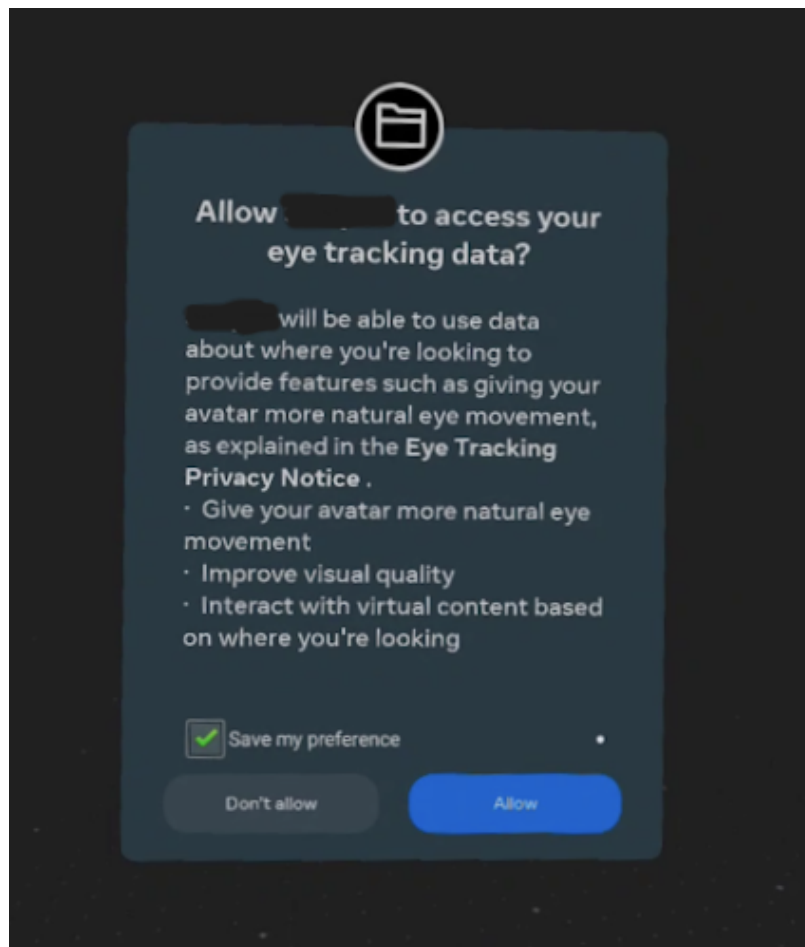 Allow to access your
eye tracking data?
will be able to use data
about where you're looking to
provide features such as giving your
avatar more natural eye movement,
as explained in the Eye Tracking
Privacy Notice .
· Give your avatar more natural eye
movement
· Improve visual quality
· Interact with virtual content based
on where you're looking
Save my preference
Don't allow
Allow